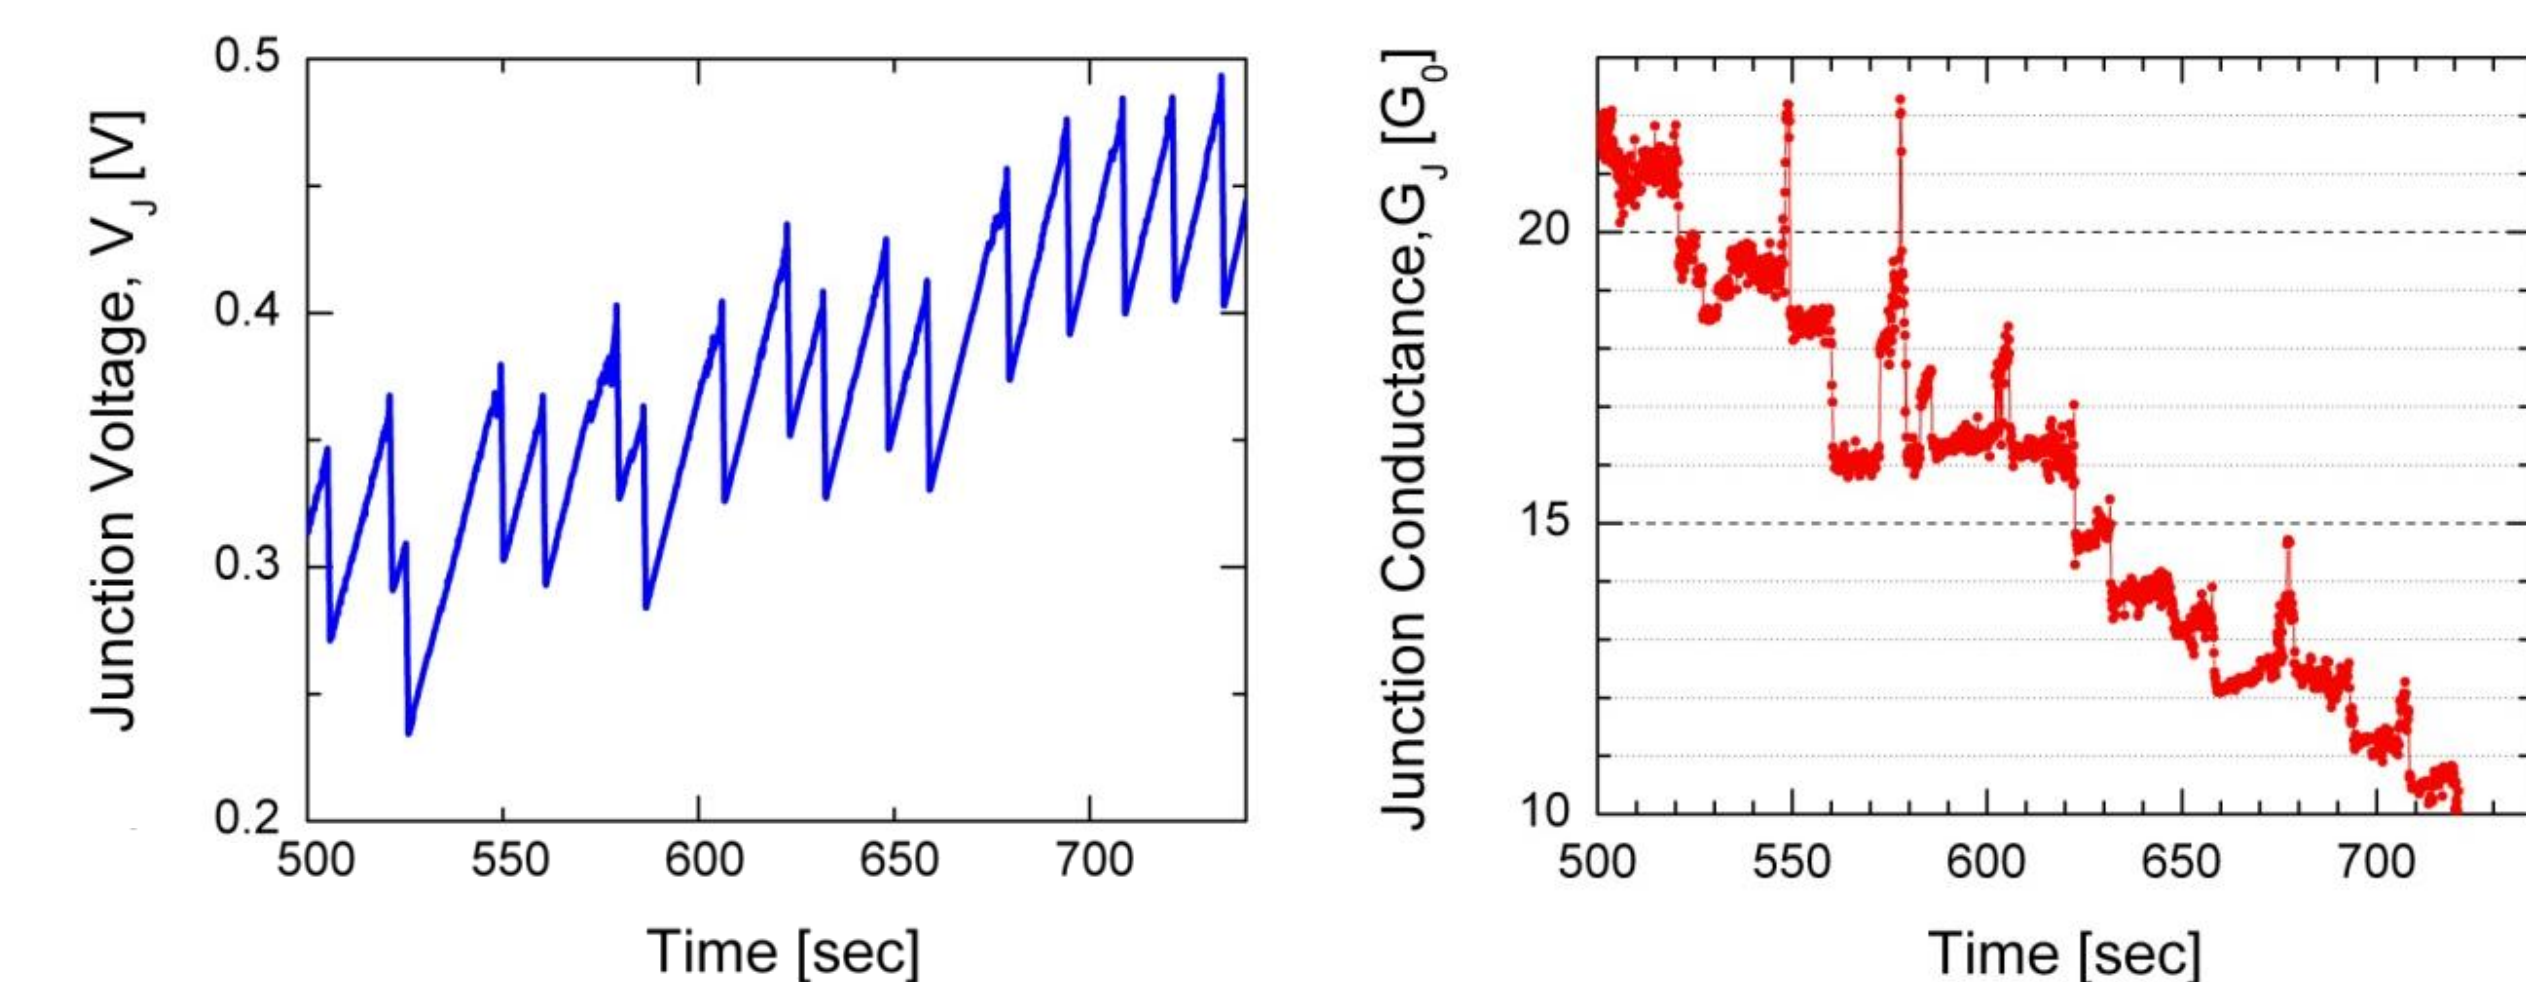 Junction Voltage, V_J [V]
0.5
0.4
0.3
0.2
500 550 600 650 700
Time [sec]
Junction Conductance,G_J [G_0]
20
15
10
500 550 600 650 700
Time [sec]